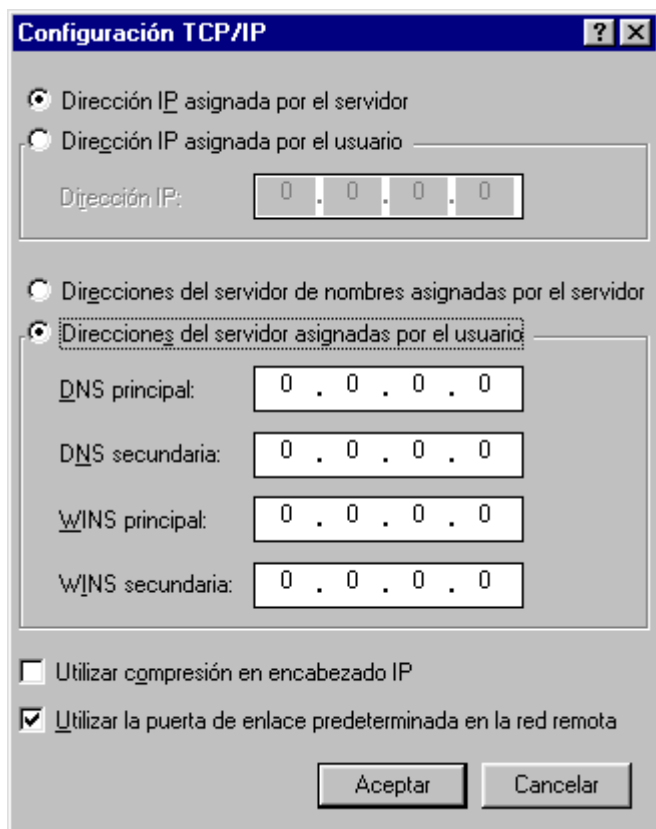 Configuración TCP/IP
Dirección IP asignada por el servidor
Dirección IP asignada por el usuario
Dirección IP: 0 . 0 . 0 . 0
Direcciones del servidor de nombres asignadas por el servidor
Direcciones del servidor asignadas por el usuario
DNS principal: 0 . 0 . 0 . 0
DNS secundaria: 0 . 0 . 0 . 0
WINS principal: 0 . 0 . 0 . 0
WINS secundaria: 0 . 0 . 0 . 0
Utilizar compresión en encabezado IP
Utilizar la puerta de enlace predeterminada en la red remota
Aceptar Cancelar